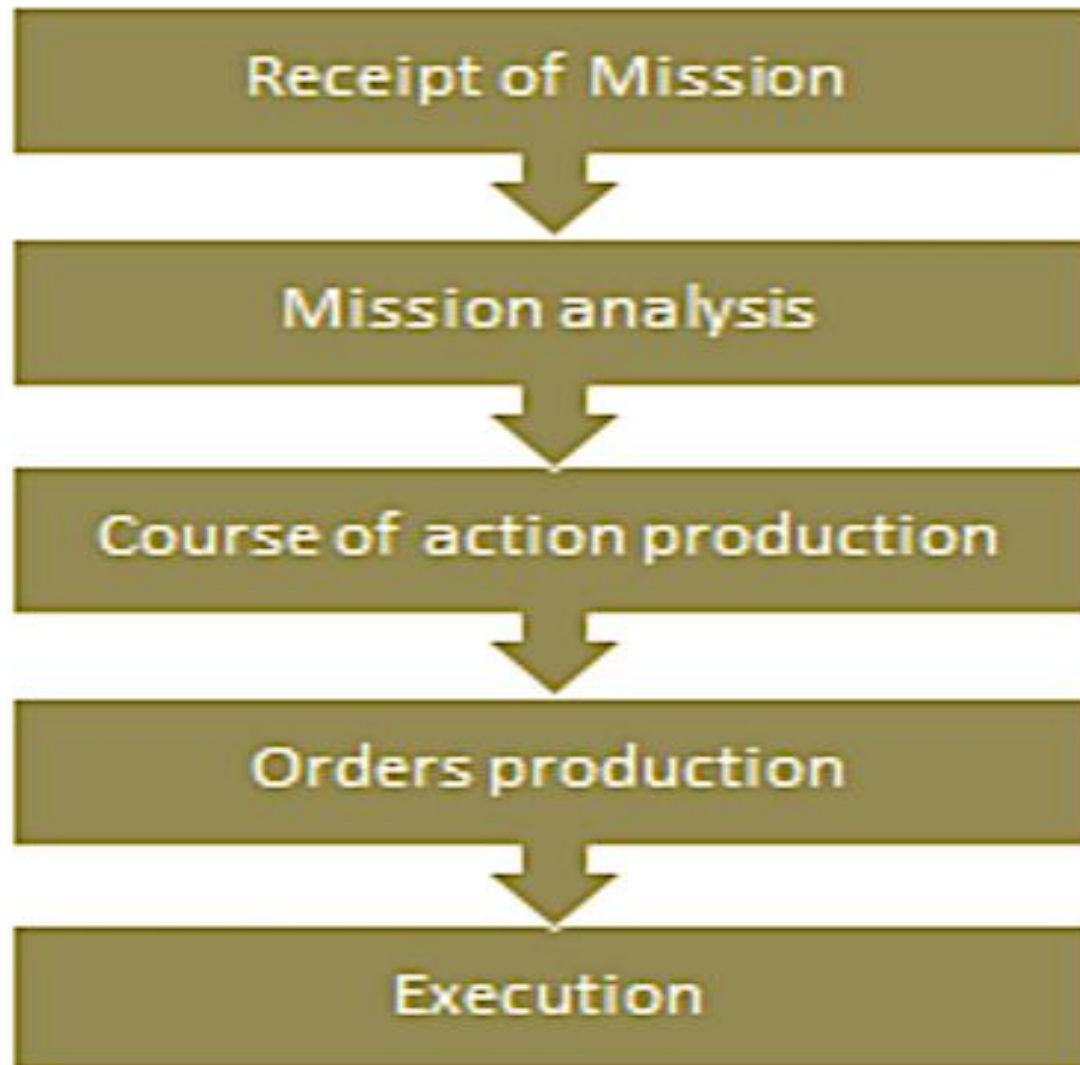 Receipt of Mission
Mission analysis
Course of action production
Orders production
Execution